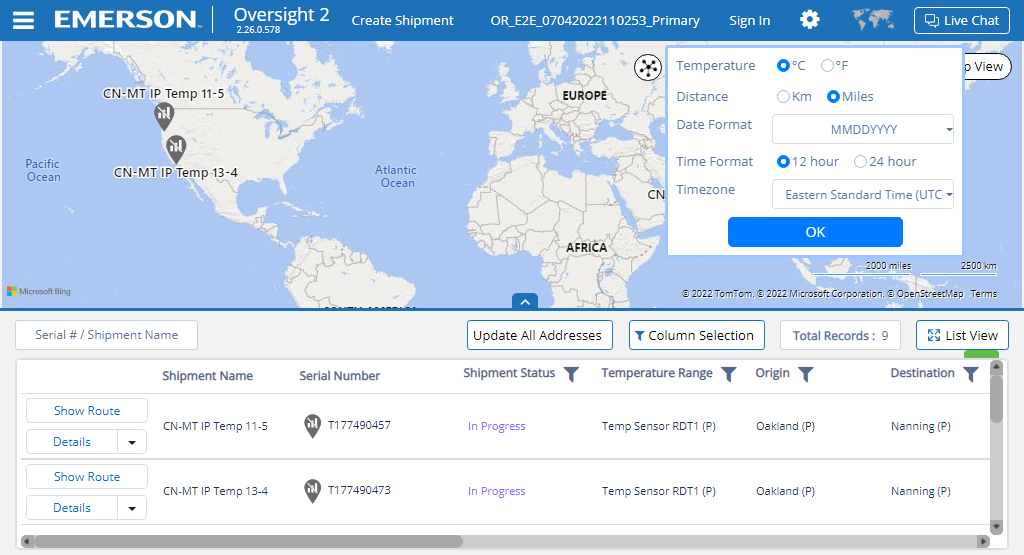 EMERSON
Oversight 2
2.26.0.578
Create Shipment
OR_E2E_07042022110253_Primary
Sign In
Live Chat
CN-MT IP Temp 11-5
CN-MT IP Temp 13-4
Pacific
Ocean
Atlantic
Ocean
EUROPE
AFRICA
CN
Temperature °C °F
p View
Distance Km Miles
Date Format MMDDYYYY
Time Format 12 hour 24 hour
Timezone Eastern Standard Time (UTC
OK
2000 miles 2500 km
Microsoft Bing
© 2022 TomTom, © 2022 Microsoft Corporation, © OpenStreetMap Terms
Serial # / Shipment Name
Update All Addresses
Column Selection
Total Records : 9
List View
Shipment Name Serial Number Shipment Status Temperature Range Origin Destination
Show Route
Details
CN-MT IP Temp 11-5 T177490457 In Progress Temp Sensor RDT1 (P) Oakland (P) Nanning (P)
Show Route
Details
CN-MT IP Temp 13-4 T177490473 In Progress Temp Sensor RDT1 (P) Oakland (P) Nanning (P)